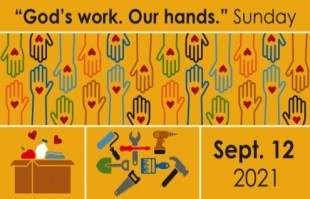 “God’s work. Our hands.” Sunday
Sept. 12
2021